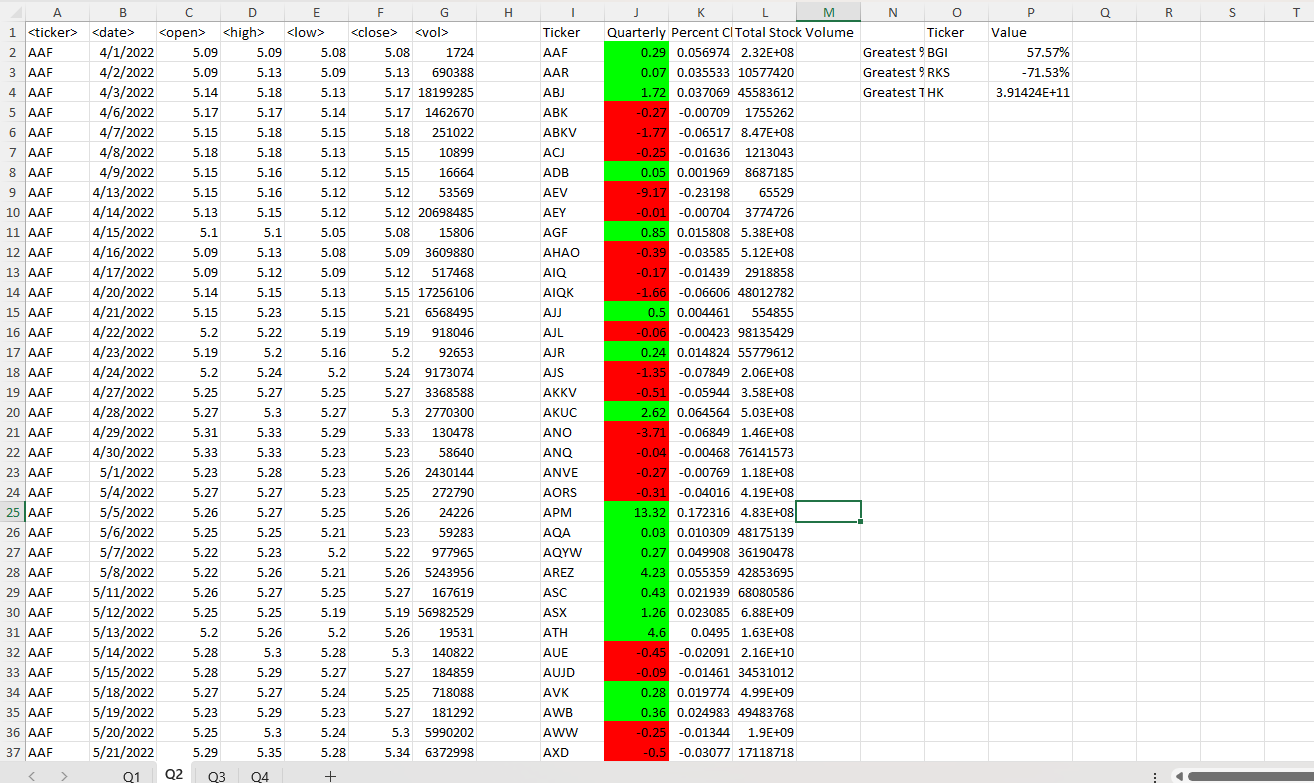 A B C D E F G H I J K L M N O P Q R S T
1 <ticker> <date> <open> <high> <low> <close> <vol> Ticker Quarterly Percent Cl Total Stock Volume Ticker Value
2 AAF 4/1/2022 5.09 5.09 5.08 5.08 1724 AAF 0.29 0.056974 2.32E+08 Greatest % BGI 57.57%
3 AAF 4/2/2022 5.09 5.13 5.09 5.13 690388 AAR 0.07 0.035533 10577420 Greatest % RKS -71.53%
4 AAF 4/3/2022 5.14 5.18 5.13 5.17 18199285 ABJ 1.72 0.037069 45583612 Greatest T HK 3.91424E+11
5 AAF 4/6/2022 5.17 5.17 5.14 5.17 1462670 ABK -0.27 -0.00709 1755262
6 AAF 4/7/2022 5.15 5.18 5.15 5.18 251022 ABKV -1.77 -0.06517 8.47E+08
7 AAF 4/8/2022 5.18 5.18 5.13 5.15 10899 ACJ -0.25 -0.01636 1213043
8 AAF 4/9/2022 5.15 5.16 5.12 5.15 16664 ADB 0.05 0.001969 8687185
9 AAF 4/13/2022 5.15 5.16 5.12 5.12 53569 AEV -9.17 -0.23198 65529
10 AAF 4/14/2022 5.13 5.15 5.12 5.12 20698485 AEY -0.01 -0.00704 3774726
11 AAF 4/15/2022 5.1 5.1 5.05 5.08 15806 AGF 0.85 0.015808 5.38E+08
12 AAF 4/16/2022 5.09 5.13 5.08 5.09 3609880 AHAO -0.39 -0.03585 5.12E+08
13 AAF 4/17/2022 5.09 5.12 5.09 5.12 517468 AIQ -0.17 -0.01439 2918858
14 AAF 4/20/2022 5.14 5.15 5.13 5.15 17256106 AIQK -1.66 -0.06606 48012782
15 AAF 4/21/2022 5.15 5.23 5.15 5.21 6568495 AJJ 0.5 0.004461 554855
16 AAF 4/22/2022 5.2 5.22 5.19 5.19 918046 AJL -0.06 -0.00423 98135429
17 AAF 4/23/2022 5.19 5.2 5.16 5.2 92653 AJR 0.24 0.014824 55779612
18 AAF 4/24/2022 5.2 5.24 5.2 5.24 9173074 AJS -1.35 -0.07849 2.06E+08
19 AAF 4/27/2022 5.25 5.27 5.25 5.27 3368588 AKKV -0.51 -0.05944 3.58E+08
20 AAF 4/28/2022 5.27 5.3 5.27 5.3 2770300 AKUC 2.62 0.064564 5.03E+08
21 AAF 4/29/2022 5.31 5.33 5.29 5.33 130478 ANO -3.71 -0.06849 1.46E+08
22 AAF 4/30/2022 5.33 5.33 5.23 5.23 58640 ANQ -0.04 -0.00468 76141573
23 AAF 5/1/2022 5.23 5.28 5.23 5.26 2430144 ANVE -0.27 -0.00769 1.18E+08
24 AAF 5/4/2022 5.27 5.27 5.23 5.25 272790 AORS -0.31 -0.04016 4.19E+08
25 AAF 5/5/2022 5.26 5.27 5.25 5.26 24226 APM 13.32 0.172316 4.83E+08
26 AAF 5/6/2022 5.25 5.25 5.21 5.23 59283 AQA 0.03 0.010309 48175139
27 AAF 5/7/2022 5.22 5.23 5.2 5.22 977965 AQYW 0.27 0.049908 36190478
28 AAF 5/8/2022 5.22 5.26 5.21 5.26 5243956 AREZ 4.23 0.055359 42853695
29 AAF 5/11/2022 5.26 5.27 5.25 5.27 167619 ASC 0.43 0.021939 68080586
30 AAF 5/12/2022 5.25 5.25 5.19 5.19 56982529 ASX 1.26 0.023085 6.88E+09
31 AAF 5/13/2022 5.2 5.26 5.2 5.26 19531 ATH 4.6 0.0495 1.63E+08
32 AAF 5/14/2022 5.28 5.3 5.28 5.3 140822 AUE -0.45 -0.02091 2.16E+10
33 AAF 5/15/2022 5.28 5.29 5.27 5.27 184859 AUJD -0.09 -0.01461 34531012
34 AAF 5/18/2022 5.27 5.27 5.24 5.25 718088 AVK 0.28 0.019774 4.99E+09
35 AAF 5/19/2022 5.23 5.29 5.23 5.27 181292 AWB 0.36 0.024983 49483768
36 AAF 5/20/2022 5.25 5.3 5.24 5.3 5990202 AWW -0.25 -0.01344 1.9E+09
37 AAF 5/21/2022 5.29 5.35 5.28 5.34 6372998 AXD -0.5 -0.03077 17118718
Q1 Q2 Q3 Q4 +